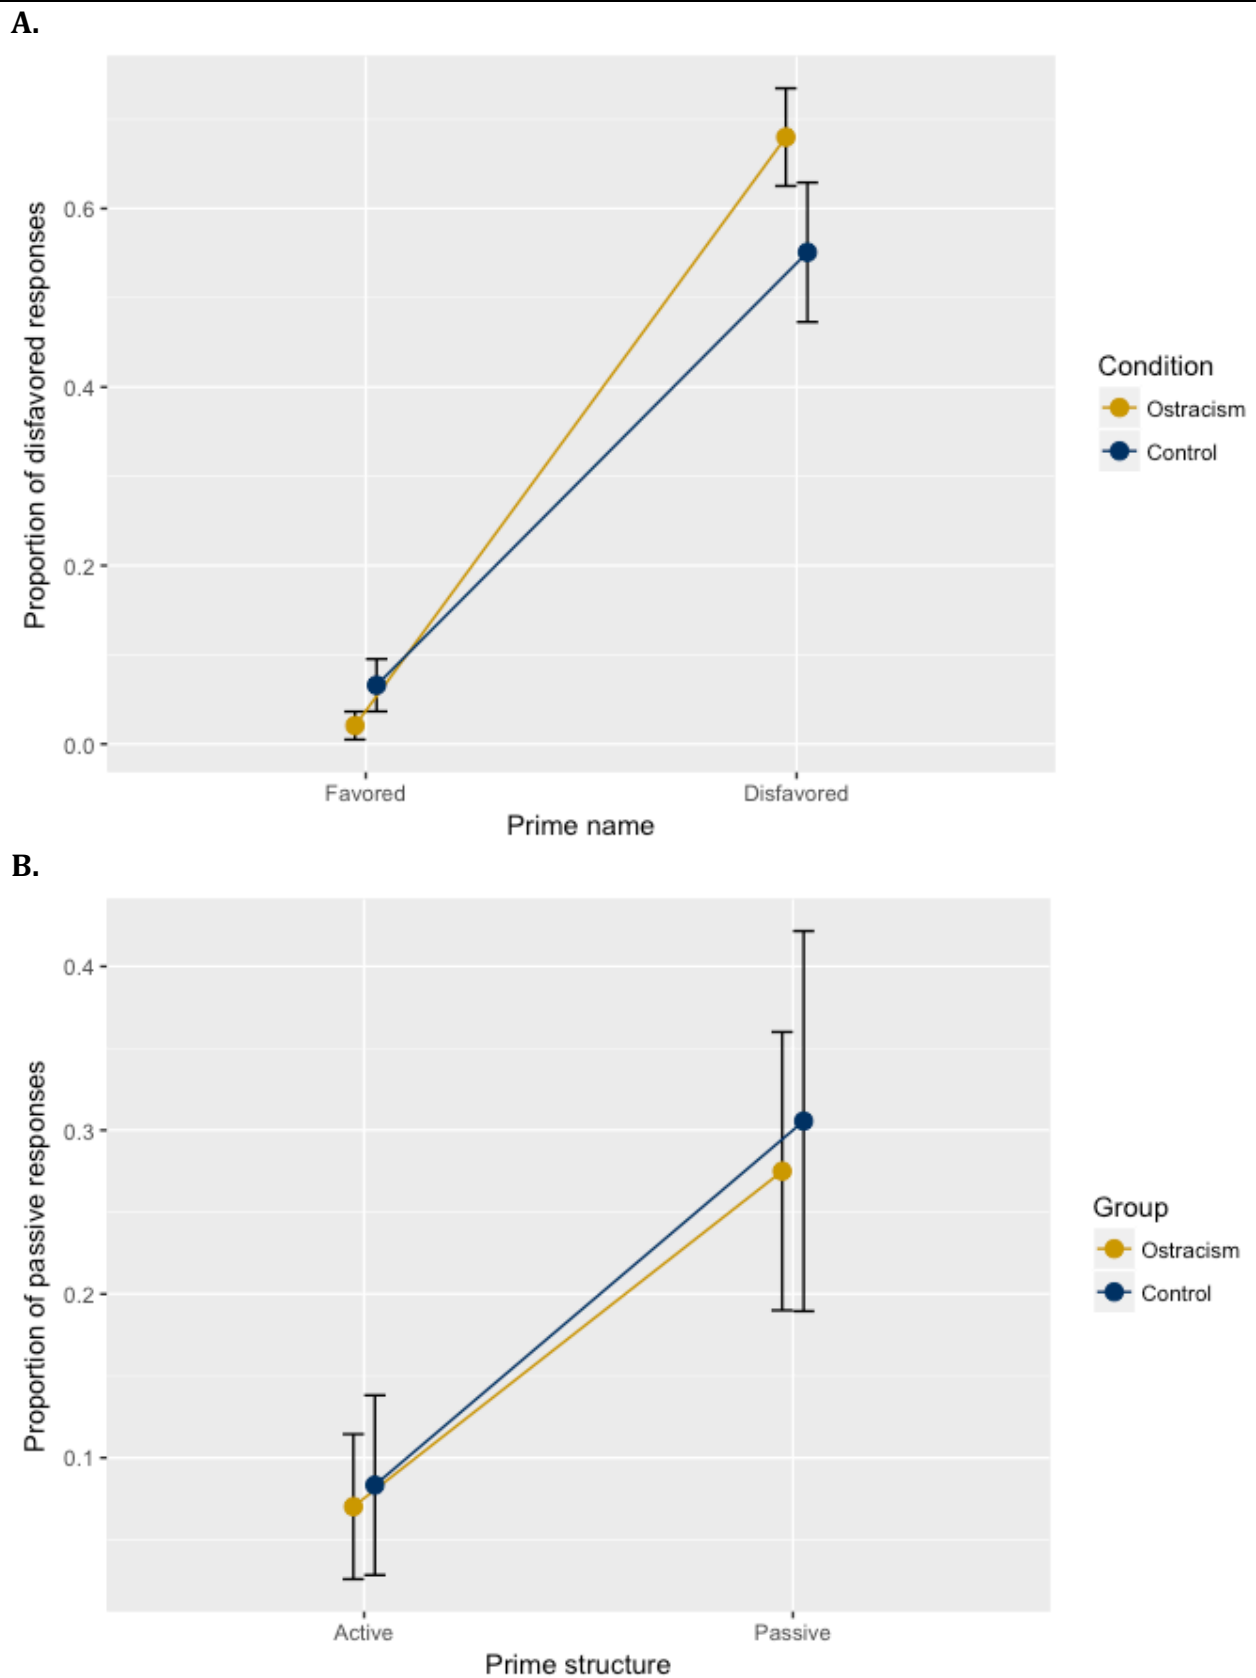 A.
Proportion of disfavored responses
0.6
0.4
0.2
0.0
Favored
Disfavored
Prime name
Condition
Ostracism
Control
B.
Proportion of passive responses
0.4
0.3
0.2
0.1
Active
Passive
Prime structure
Group
Ostracism
Control